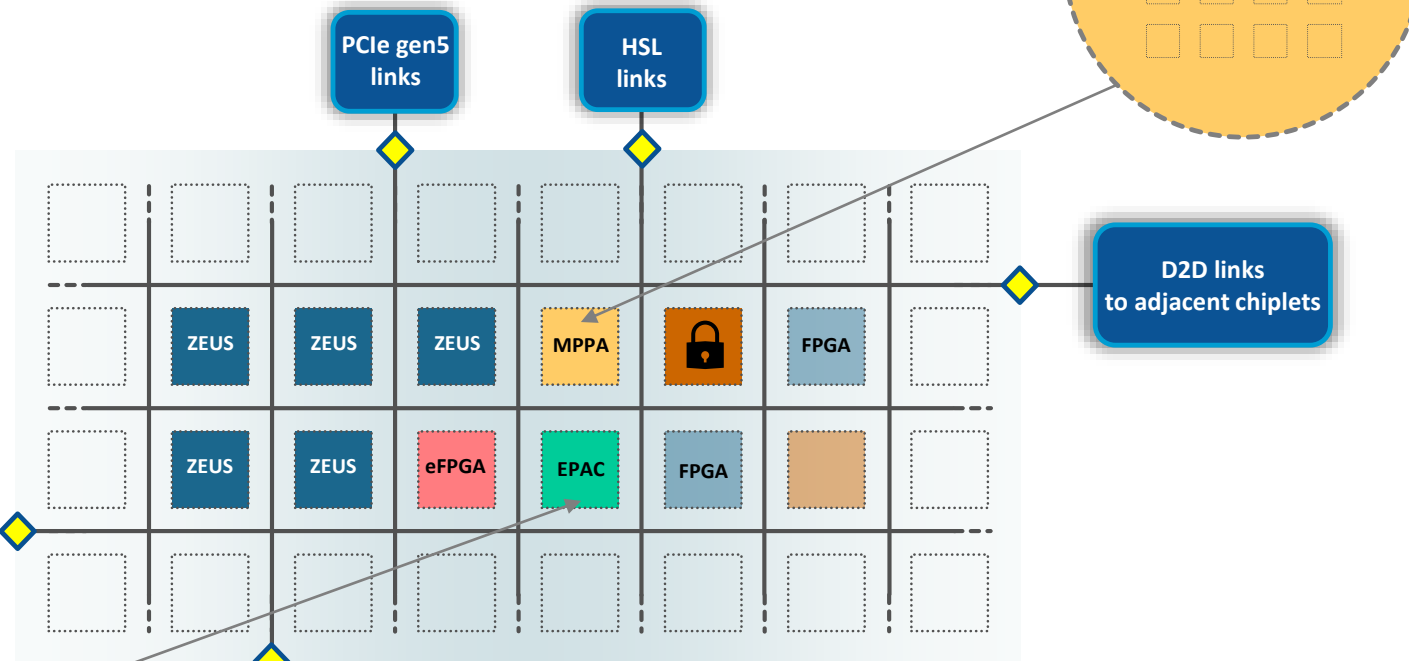 PCIe gen5
links
HSL
links
D2D links
to adjacent chiplets
ZEUS
ZEUS
ZEUS
MPPA
FPGA
ZEUS
ZEUS
eFPGA
EPAC
FPGA